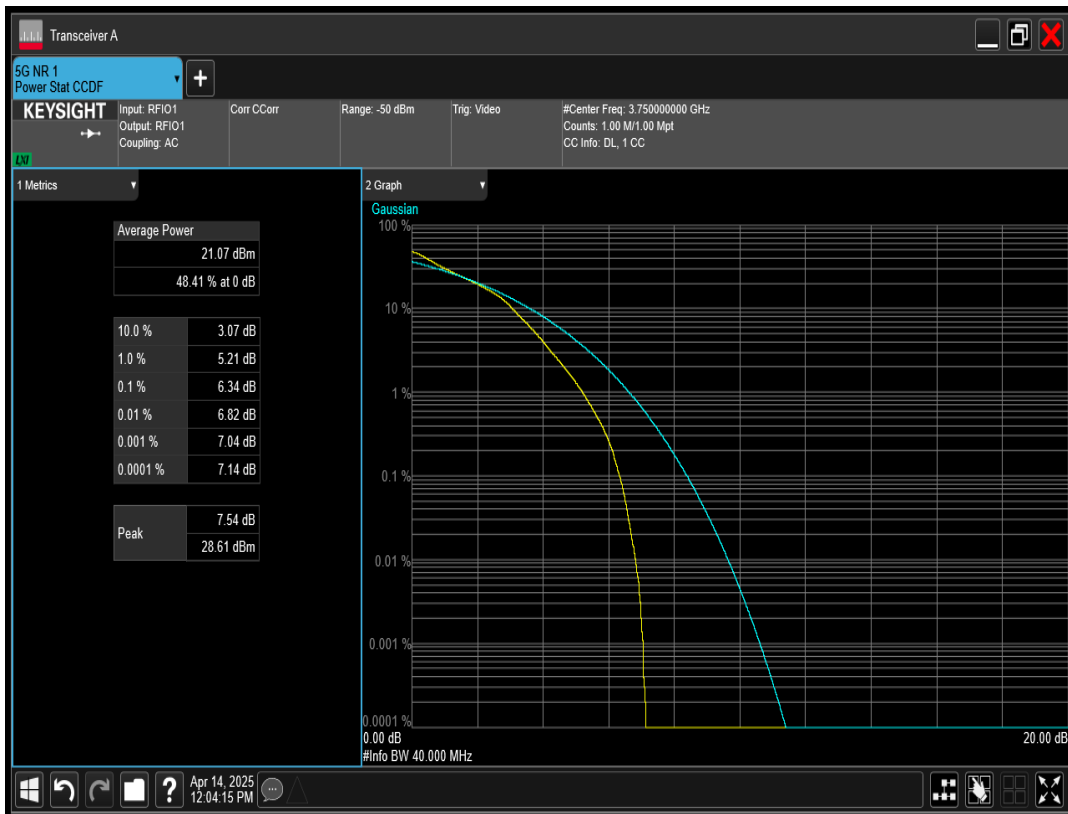 Transceiver A
5G NR 1
Power Stat CCDF
+
KEYSIGHT
LXI
Input: RFIO1
Output: RFIO1
Coupling: AC
Corr CCorr
Range: -50 dBm
Trig: Video
#Center Freq: 3.750000000 GHz
Counts: 1.00 M/1.00 Mpt
CC Info: DL, 1 CC
1 Metrics
Average Power
21.07 dBm
48.41 % at 0 dB
10.0 % 3.07 dB
1.0 % 5.21 dB
0.1 % 6.34 dB
0.01 % 6.82 dB
0.001 % 7.04 dB
0.0001 % 7.14 dB
Peak 7.54 dB
28.61 dBm
2 Graph
Gaussian
100 %
10 %
1 %
0.1 %
0.01 %
0.001 %
0.0001 %
0.00 dB 20.00 dB
#Info BW 40.000 MHz
?
Apr 14, 2025
12:04:15 PM